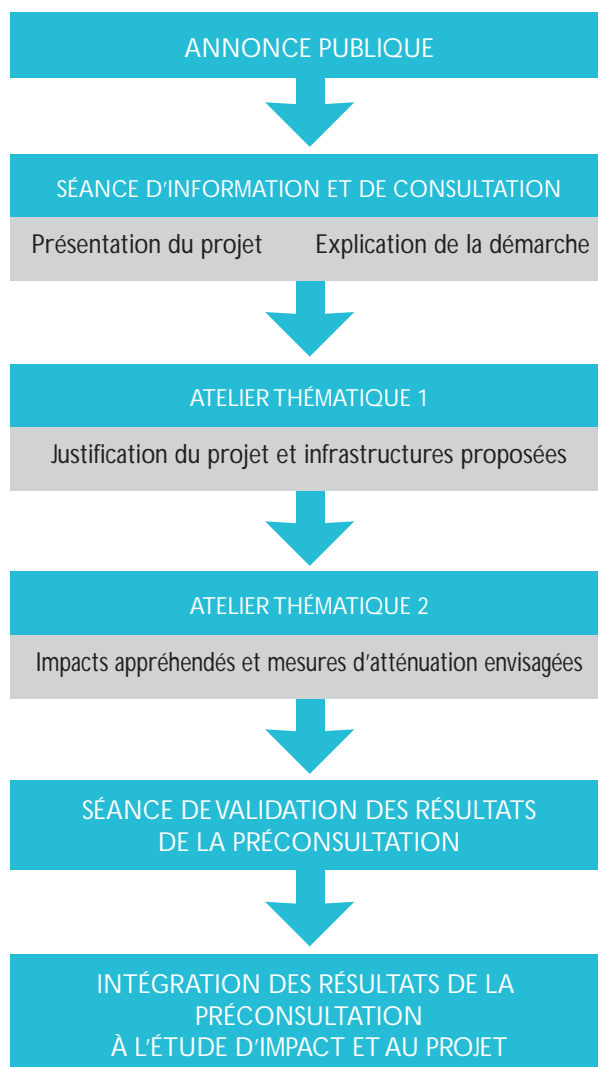 ANNONCE PUBLIQUE
SÉANCE D'INFORMATION ET DE CONSULTATION
Présentation du projet Explication de la démarche
ATELIER THÉMATIQUE 1
Justification du projet et infrastructures proposées
ATELIER THÉMATIQUE 2
Impacts appréhendés et mesures d'atténuation envisagées
SÉANCE DE VALIDATION DES RÉSULTATS
DE LA PRÉCONSULTATION
INTÉGRATION DES RÉSULTATS DE LA
PRÉCONSULTATION
À L'ÉTUDE D'IMPACT ET AU PROJET